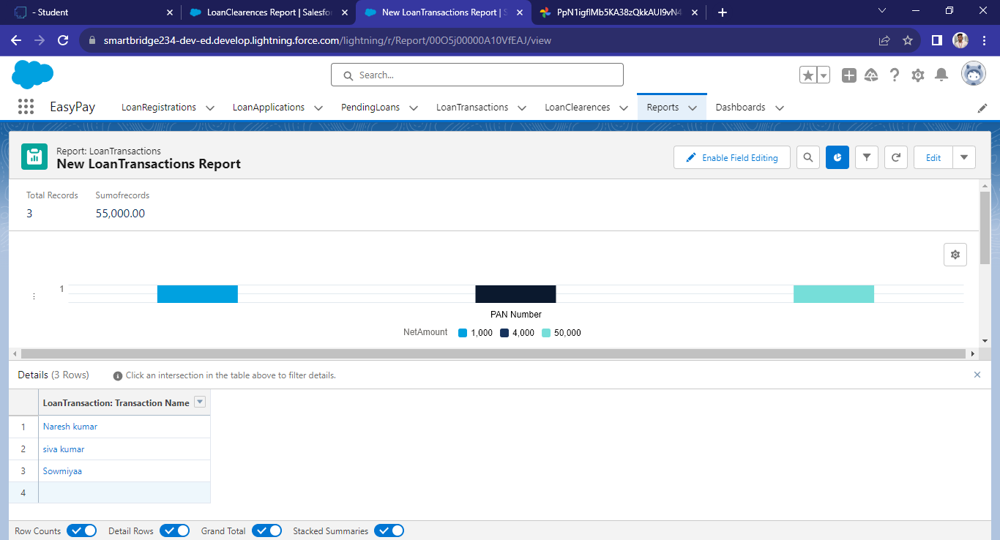 - Student
LoanClearences Report | Salesfor
New LoanTransactions Report | S
PpN1igflMb5KA38zQkkAUI9vN4
smartbridge234-dev-ed.develop.lightning.force.com/lightning/r/Report/00O5j00000A10VfEAJ/view
Search...
EasyPay
LoanRegistrations
LoanApplications
PendingLoans
LoanTransactions
LoanClearences
Reports
Dashboards
Report: LoanTransactions
New LoanTransactions Report
Enable Field Editing
Edit
Total Records
Sumofrecords
3
55,000.00
1
PAN Number
NetAmount 1,000 4,000 50,000
Details (3 Rows)
Click an intersection in the table above to filter details.
LoanTransaction: Transaction Name
1 Naresh kumar
2 siva kumar
3 Sowmiyaa
4
Row Counts
Detail Rows
Grand Total
Stacked Summaries